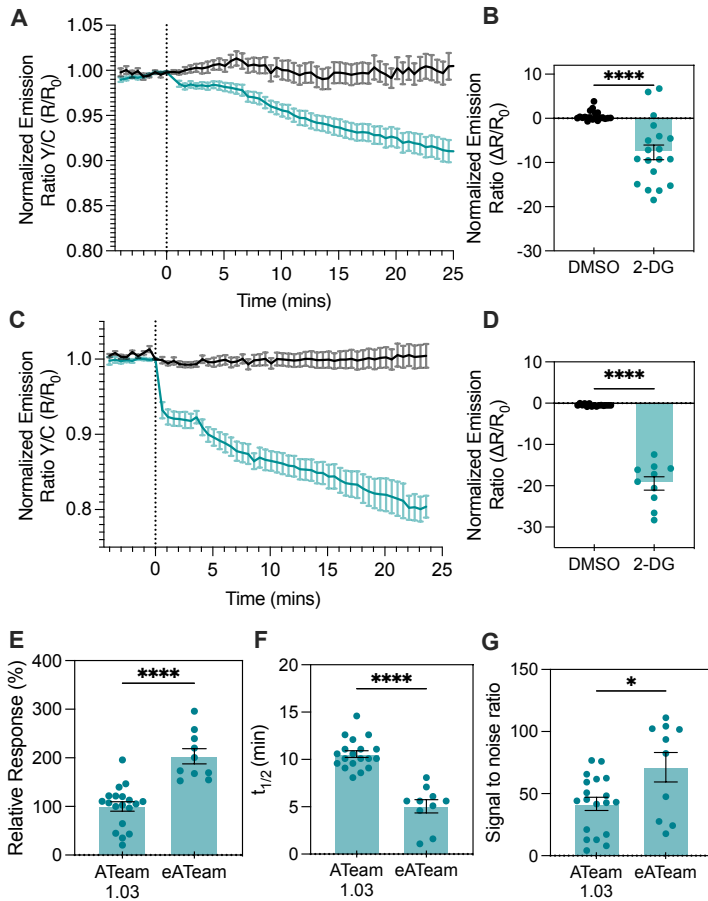 A
Normalized Emission
Ratio Y/C (R/R₀)
1.05
1.00
0.95
0.90
0.85
0.80
0
5
10
15
20
25
Time (mins)
B
Normalized Emission
Ratio (ΔR/R₀)
10
0
-10
-20
-30
****
DMSO
2-DG
C
Normalized Emission
Ratio Y/C (R/R₀)
1.0
0.9
0.8
0
5
10
15
20
25
Time (mins)
D
Normalized Emission
Ratio (ΔR/R₀)
10
0
-10
-20
-30
****
DMSO
2-DG
E
Relative Response (%)
400
300
200
100
0
****
ATeam
1.03
eATeam
F
t₁/₂ (min)
20
15
10
5
0
****
ATeam
1.03
eATeam
G
Signal to noise ratio
150
100
50
0
*
ATeam
1.03
eATeam